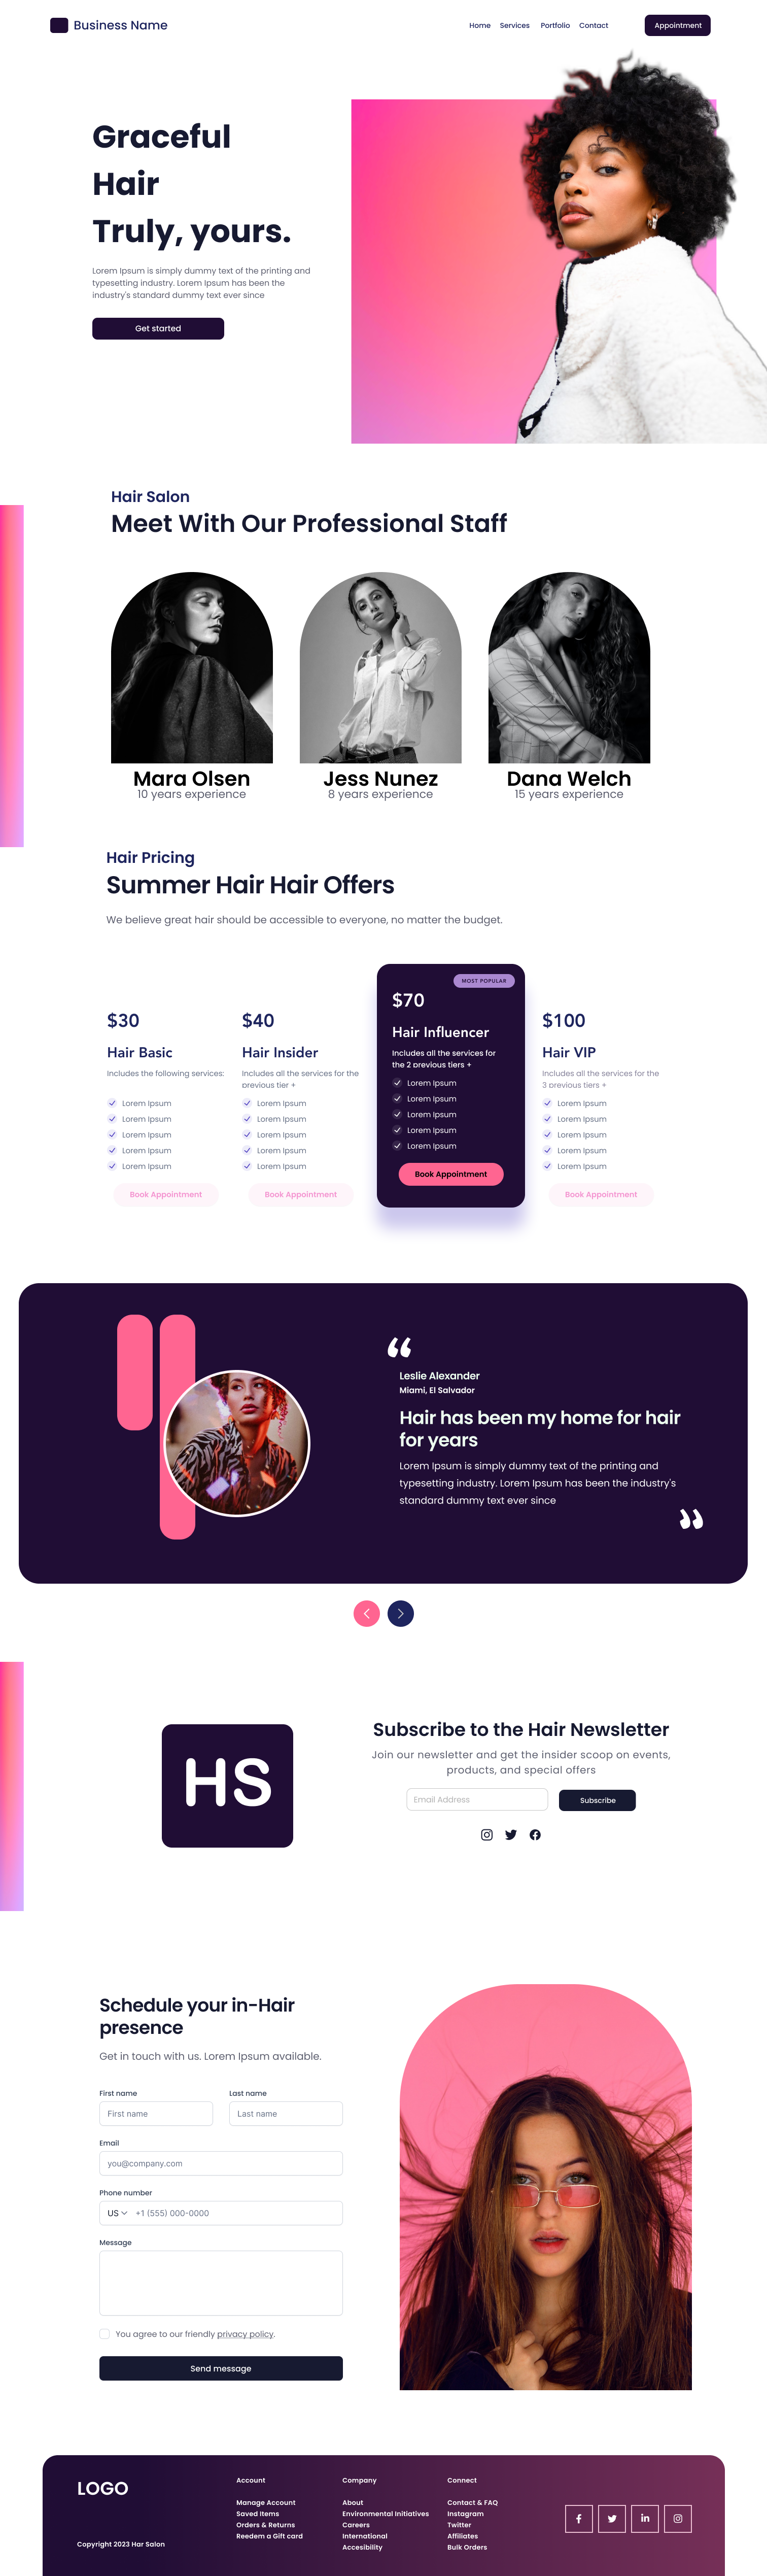 Business Name
Home Services Portfolio Contact
Appointment
Graceful
Hair
Truly, yours.
Lorem Ipsum is simply dummy text of the printing and
typesetting industry. Lorem Ipsum has been the
industry's standard dummy text ever since
Get started
Hair Salon
Meet With Our Professional Staff
Mara Olsen
10 years experience
Jess Nunez
8 years experience
Dana Welch
15 years experience
Hair Pricing
Summer Hair Hair Offers
We believe great hair should be accessible to everyone, no matter the budget.
$30
Hair Basic
Includes the following services:
Lorem Ipsum
Lorem Ipsum
Lorem Ipsum
Lorem Ipsum
Lorem Ipsum
Book Appointment
$40
Hair Insider
Includes all the services for the
previous tier +
Lorem Ipsum
Lorem Ipsum
Lorem Ipsum
Lorem Ipsum
Lorem Ipsum
Book Appointment
MOST POPULAR
$70
Hair Influencer
Includes all the services for
the 2 previous tiers +
Lorem Ipsum
Lorem Ipsum
Lorem Ipsum
Lorem Ipsum
Lorem Ipsum
Book Appointment
$100
Hair VIP
Includes all the services for the
3 previous tiers +
Lorem Ipsum
Lorem Ipsum
Lorem Ipsum
Lorem Ipsum
Lorem Ipsum
Book Appointment
“
Leslie Alexander
Miami, El Salvador
Hair has been my home for hair
for years
Lorem Ipsum is simply dummy text of the printing and
typesetting industry. Lorem Ipsum has been the industry's
standard dummy text ever since
”
HS
Subscribe to the Hair Newsletter
Join our newsletter and get the insider scoop on events,
products, and special offers
Email Address
Subscribe
Schedule your in-Hair
presence
Get in touch with us. Lorem Ipsum available.
First name
First name
Last name
Last name
Email
you@company.com
Phone number
US +1 (555) 000-0000
Message
You agree to our friendly privacy policy.
Send message
LOGO
Copyright 2023 Har Salon
Account
Manage Account
Saved Items
Orders & Returns
Reedem a Gift card
Company
About
Environmental Initiatives
Careers
International
Accesibility
Connect
Contact & FAQ
Instagram
Twitter
Affiliates
Bulk Orders